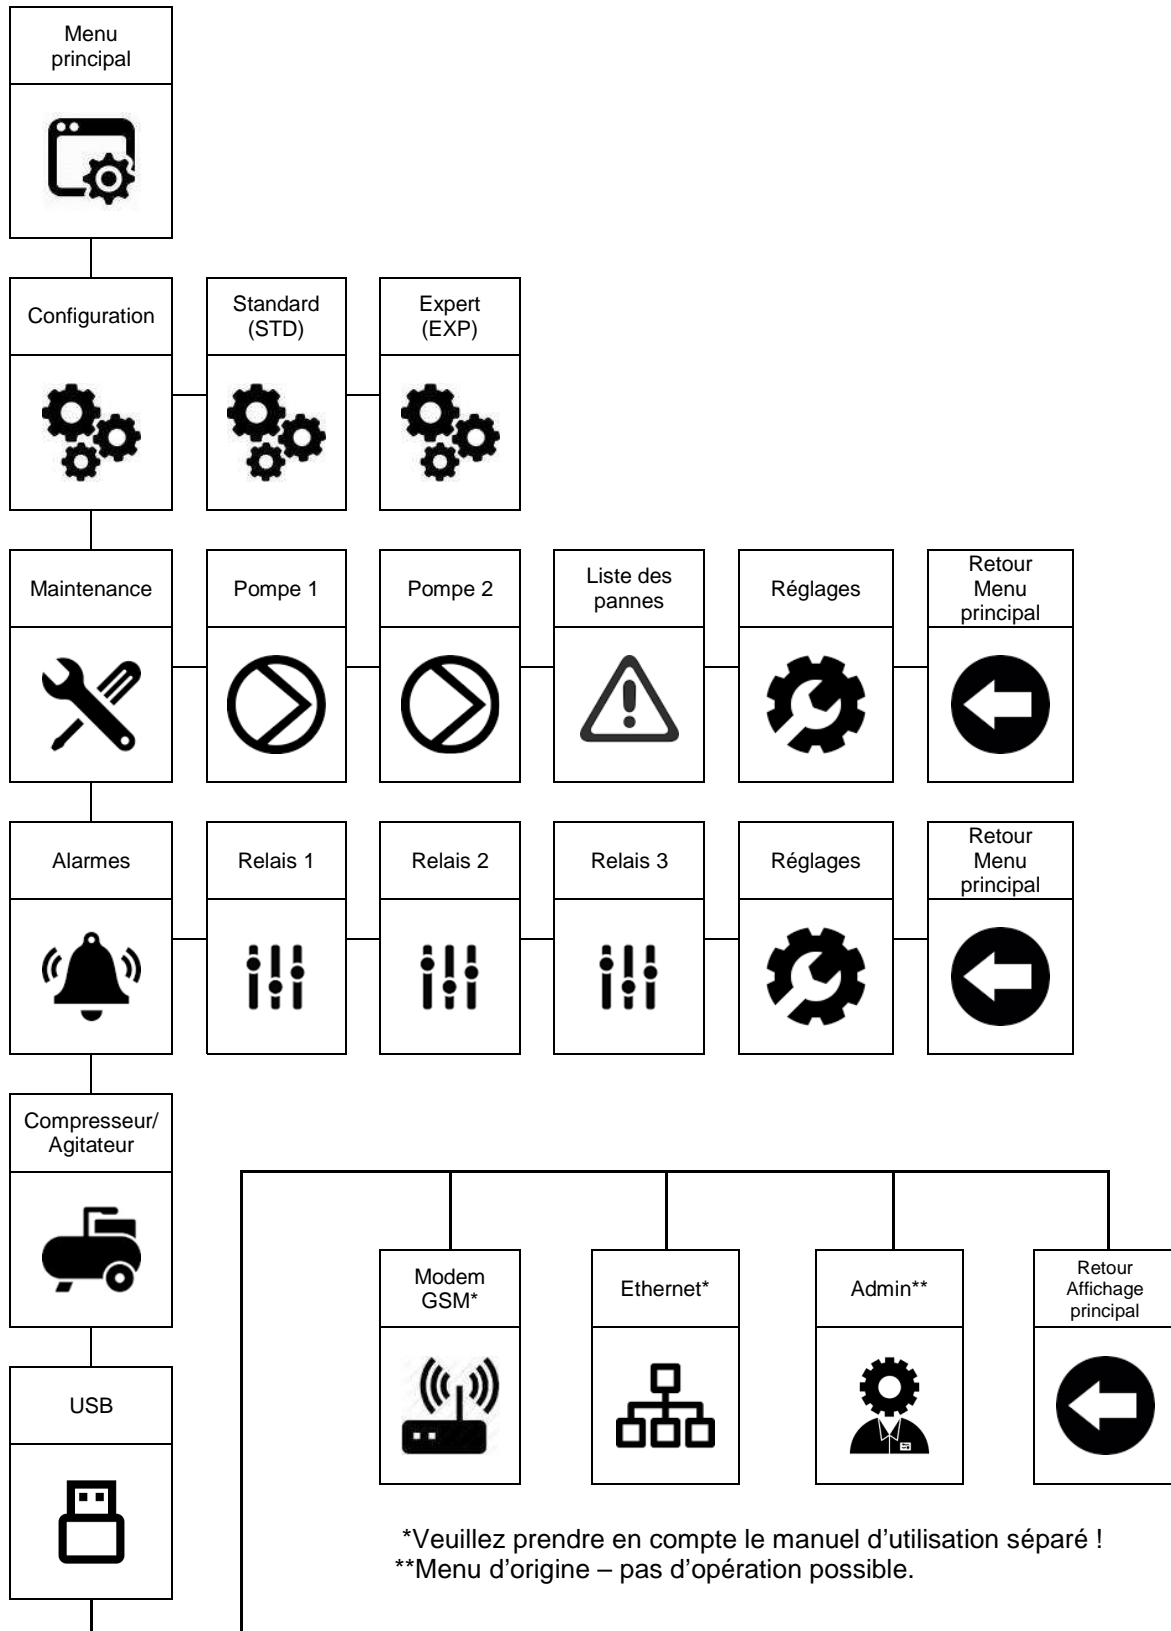 Menu
principal
Configuration
Standard
(STD)
Expert
(EXP)
Maintenance
Pompe 1
Pompe 2
Liste des
pannes
Réglages
Retour
Menu
principal
Alarmes
Relais 1
Relais 2
Relais 3
Réglages
Retour
Menu
principal
Compresseur/
Agitateur
Modem
GSM*
Ethernet*
Admin**
Retour
Affichage
principal
USB
*Veuillez prendre en compte le manuel d’utilisation séparé !
**Menu d’origine – pas d’opération possible.